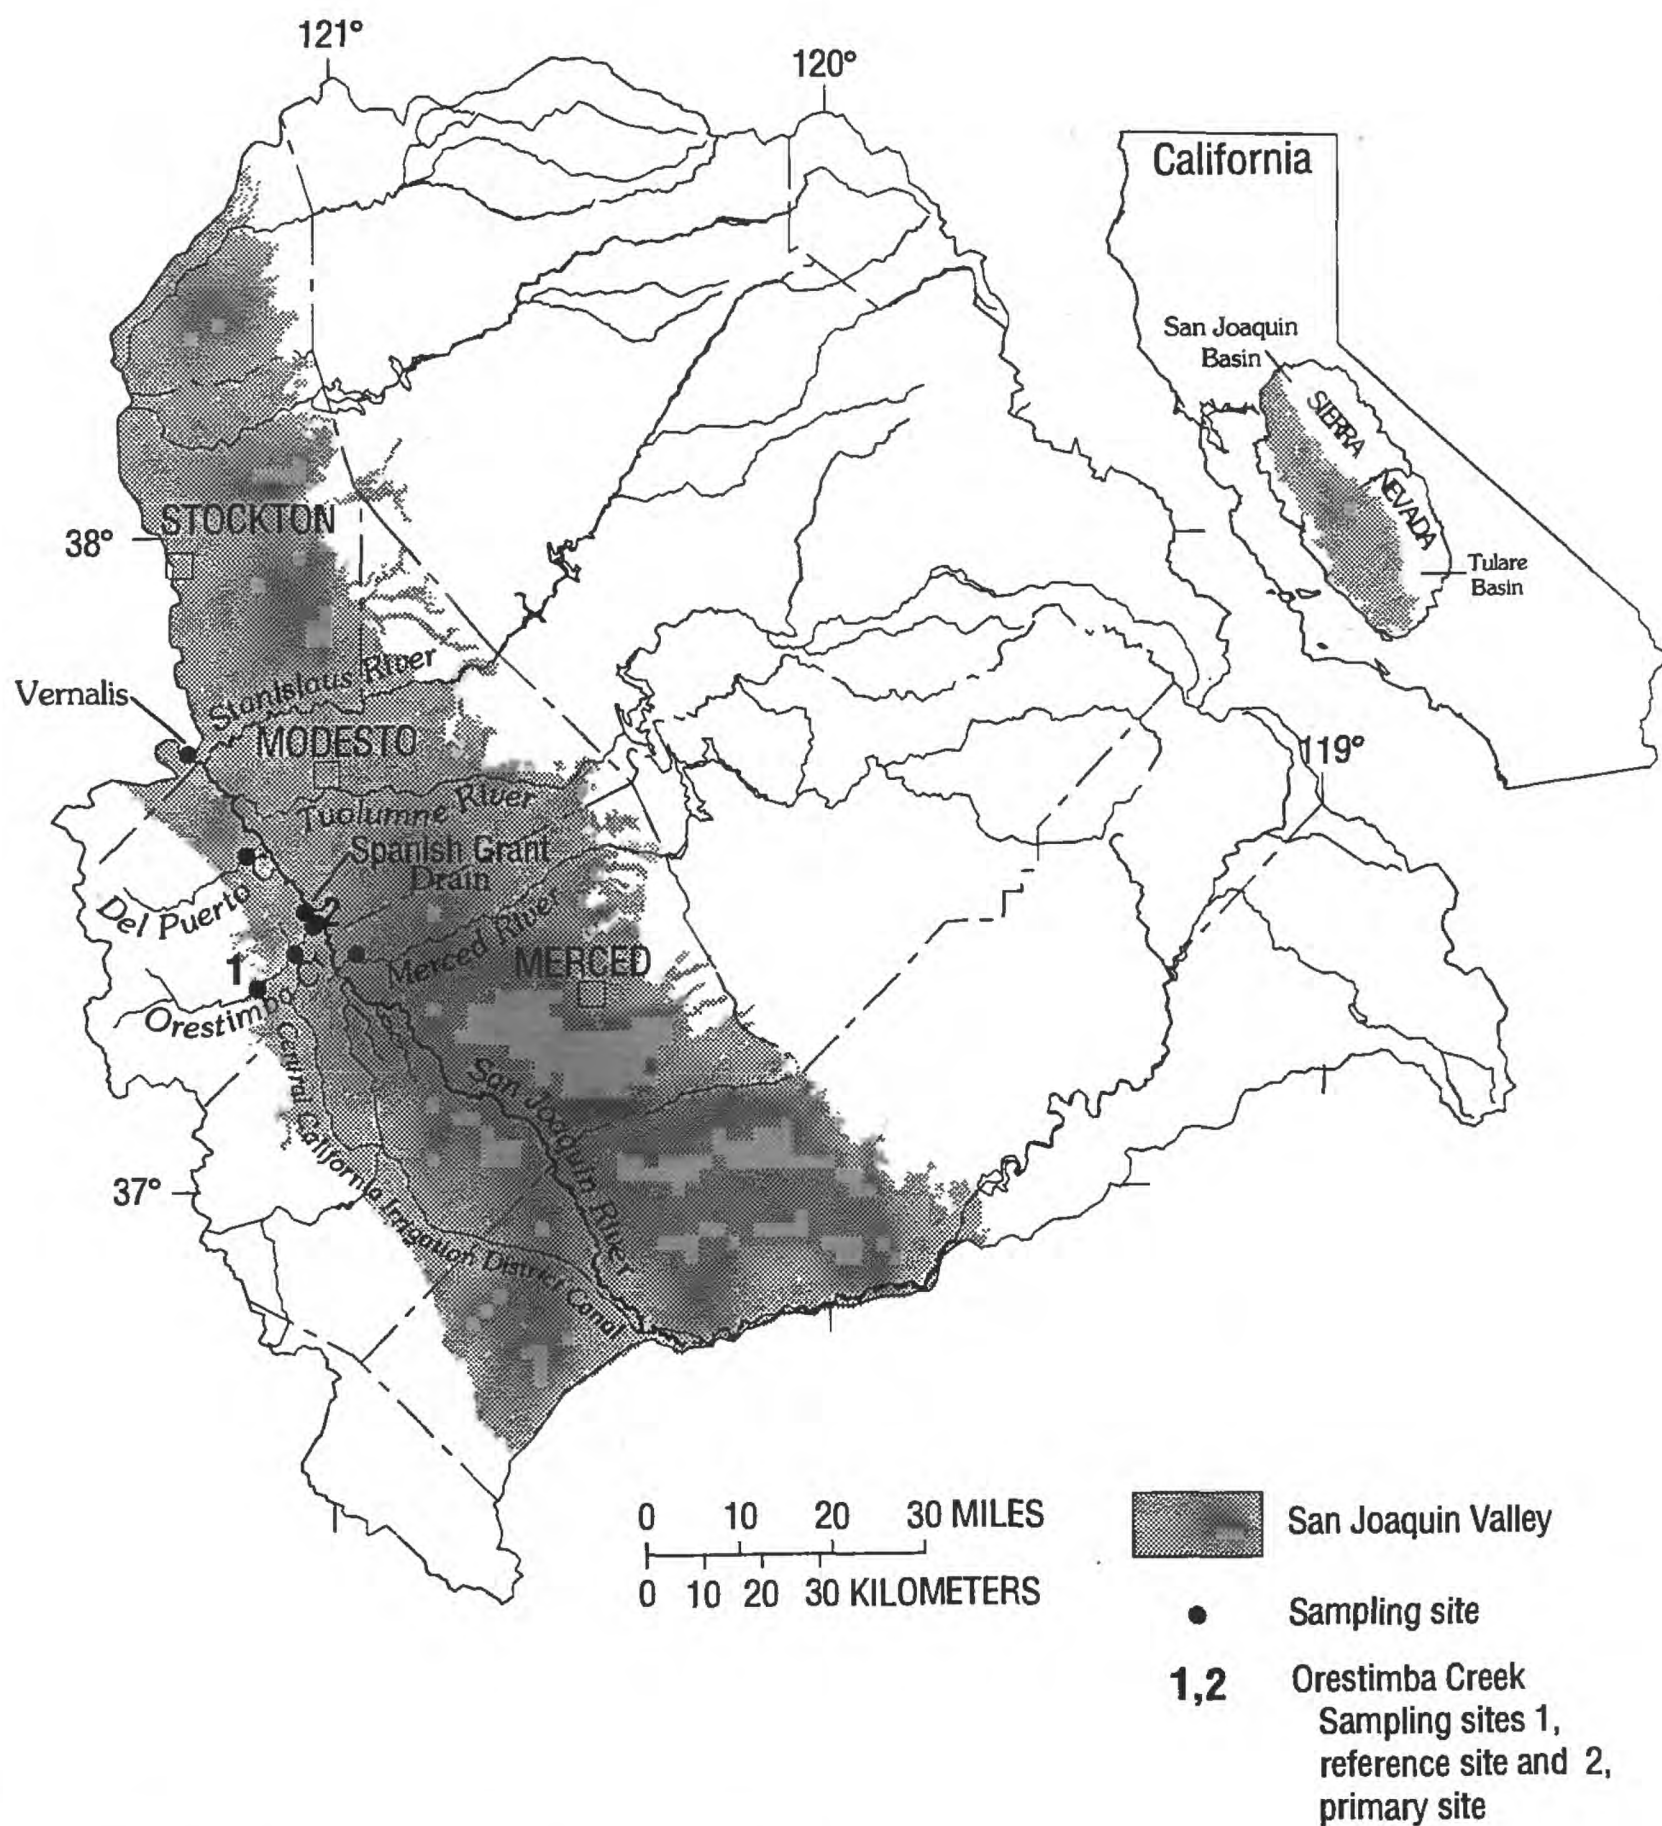 121°
120°
California
San Joaquin
Basin
SIERRA NEVADA
Tulare
Basin
STOCKTON
38°
Stanislaus River
Vernalis
MODESTO
119°
Tuolumne River
Spanish Grant
Drain
Del Puerto C
2
Merced River
MERCED
1
Orestimba C
Central California Irrigation District Canal
San Joaquin River
37°
0 10 20 30 MILES
0 10 20 30 KILOMETERS
San Joaquin Valley
Sampling site
1,2 Orestimba Creek
Sampling sites 1,
reference site and 2,
primary site